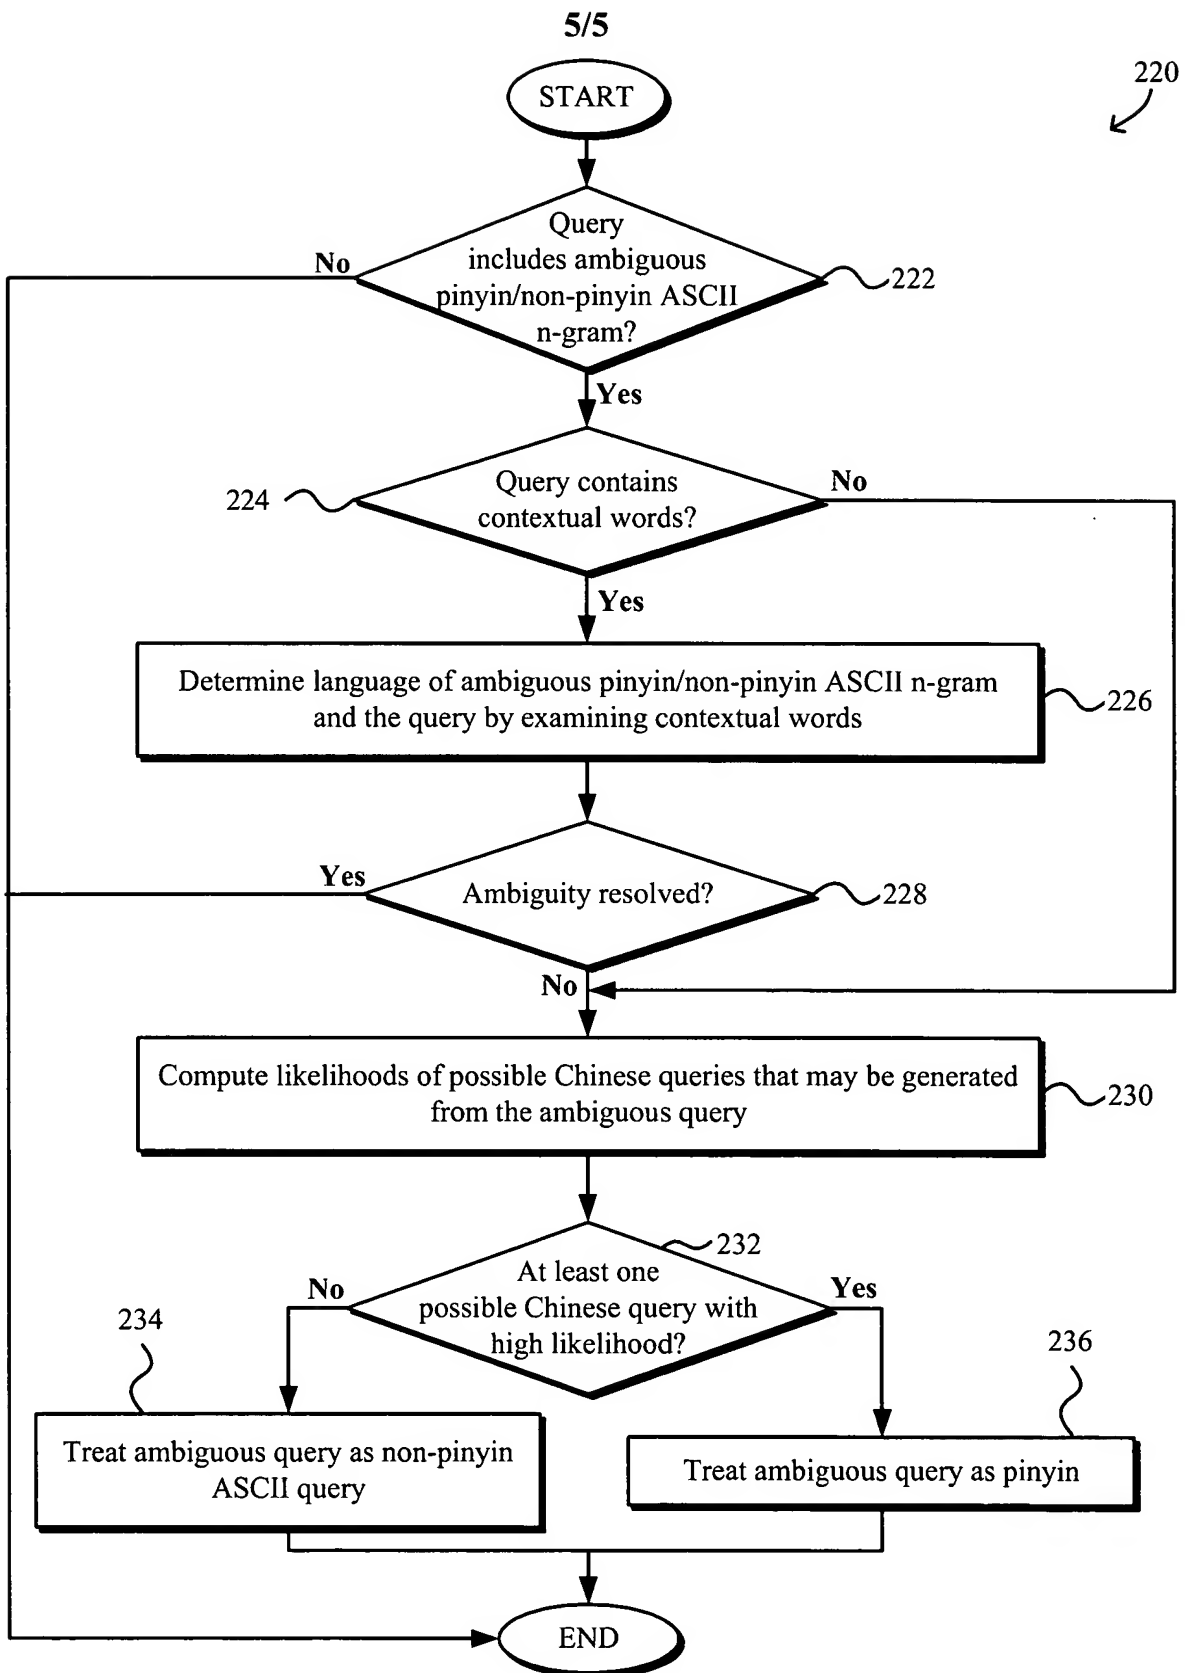 5/5
START
220
Query
includes ambiguous
pinyin/non-pinyin ASCII
n-gram?
No
222
Yes
224
Query contains
contextual words?
No
Yes
Determine language of ambiguous pinyin/non-pinyin ASCII n-gram
and the query by examining contextual words
226
Yes
Ambiguity resolved?
228
No
Compute likelihoods of possible Chinese queries that may be generated
from the ambiguous query
230
232
No
At least one
possible Chinese query with
high likelihood?
Yes
234
236
Treat ambiguous query as non-pinyin
ASCII query
Treat ambiguous query as pinyin
END